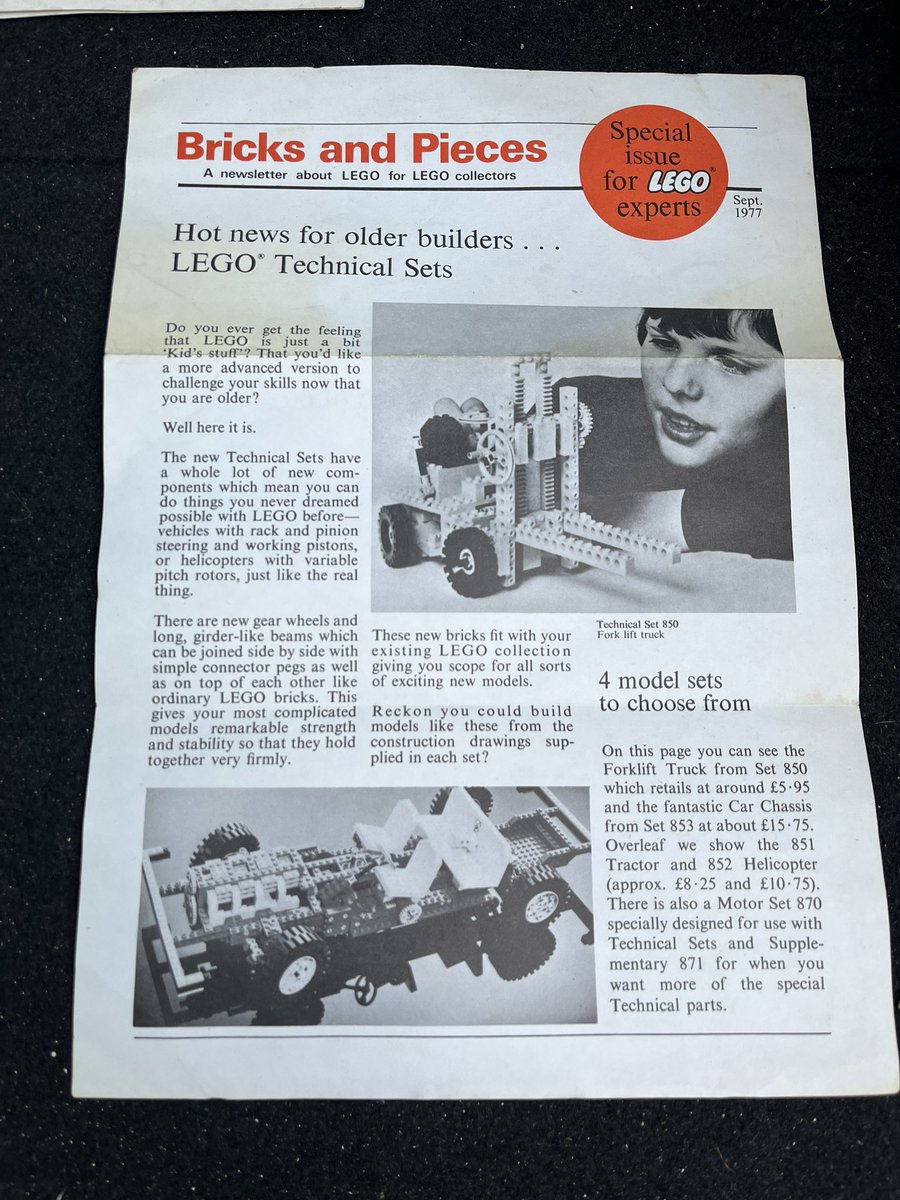 Bricks and Pieces
A newsletter about LEGO for LEGO collectors
Special
issue
for LEGO®
experts
Sept.
1977
Hot news for older builders . . .
LEGO® Technical Sets
Do you ever get the feeling
that LEGO is just a bit
‘Kid's stuff’? That you'd like
a more advanced version to
challenge your skills now that
you are older?
Well here it is.
The new Technical Sets have
a whole lot of new com-
ponents which mean you can
do things you never dreamed
possible with LEGO before—
vehicles with rack and pinion
steering and working pistons,
or helicopters with variable
pitch rotors, just like the real
thing.
There are new gear wheels and
long, girder-like beams which
can be joined side by side with
simple connector pegs as well
as on top of each other like
ordinary LEGO bricks. This
gives your most complicated
models remarkable strength
and stability so that they hold
together very firmly.
These new bricks fit with your
existing LEGO collection
giving you scope for all sorts
of exciting new models.
Reckon you could build
models like these from the
construction drawings sup-
plied in each set?
Technical Set 850
Fork lift truck
4 model sets
to choose from
On this page you can see the
Forklift Truck from Set 850
which retails at around £5·95
and the fantastic Car Chassis
from Set 853 at about £15·75.
Overleaf we show the 851
Tractor and 852 Helicopter
(approx. £8·25 and £10·75).
There is also a Motor Set 870
specially designed for use with
Technical Sets and Supple-
mentary 871 for when you
want more of the special
Technical parts.